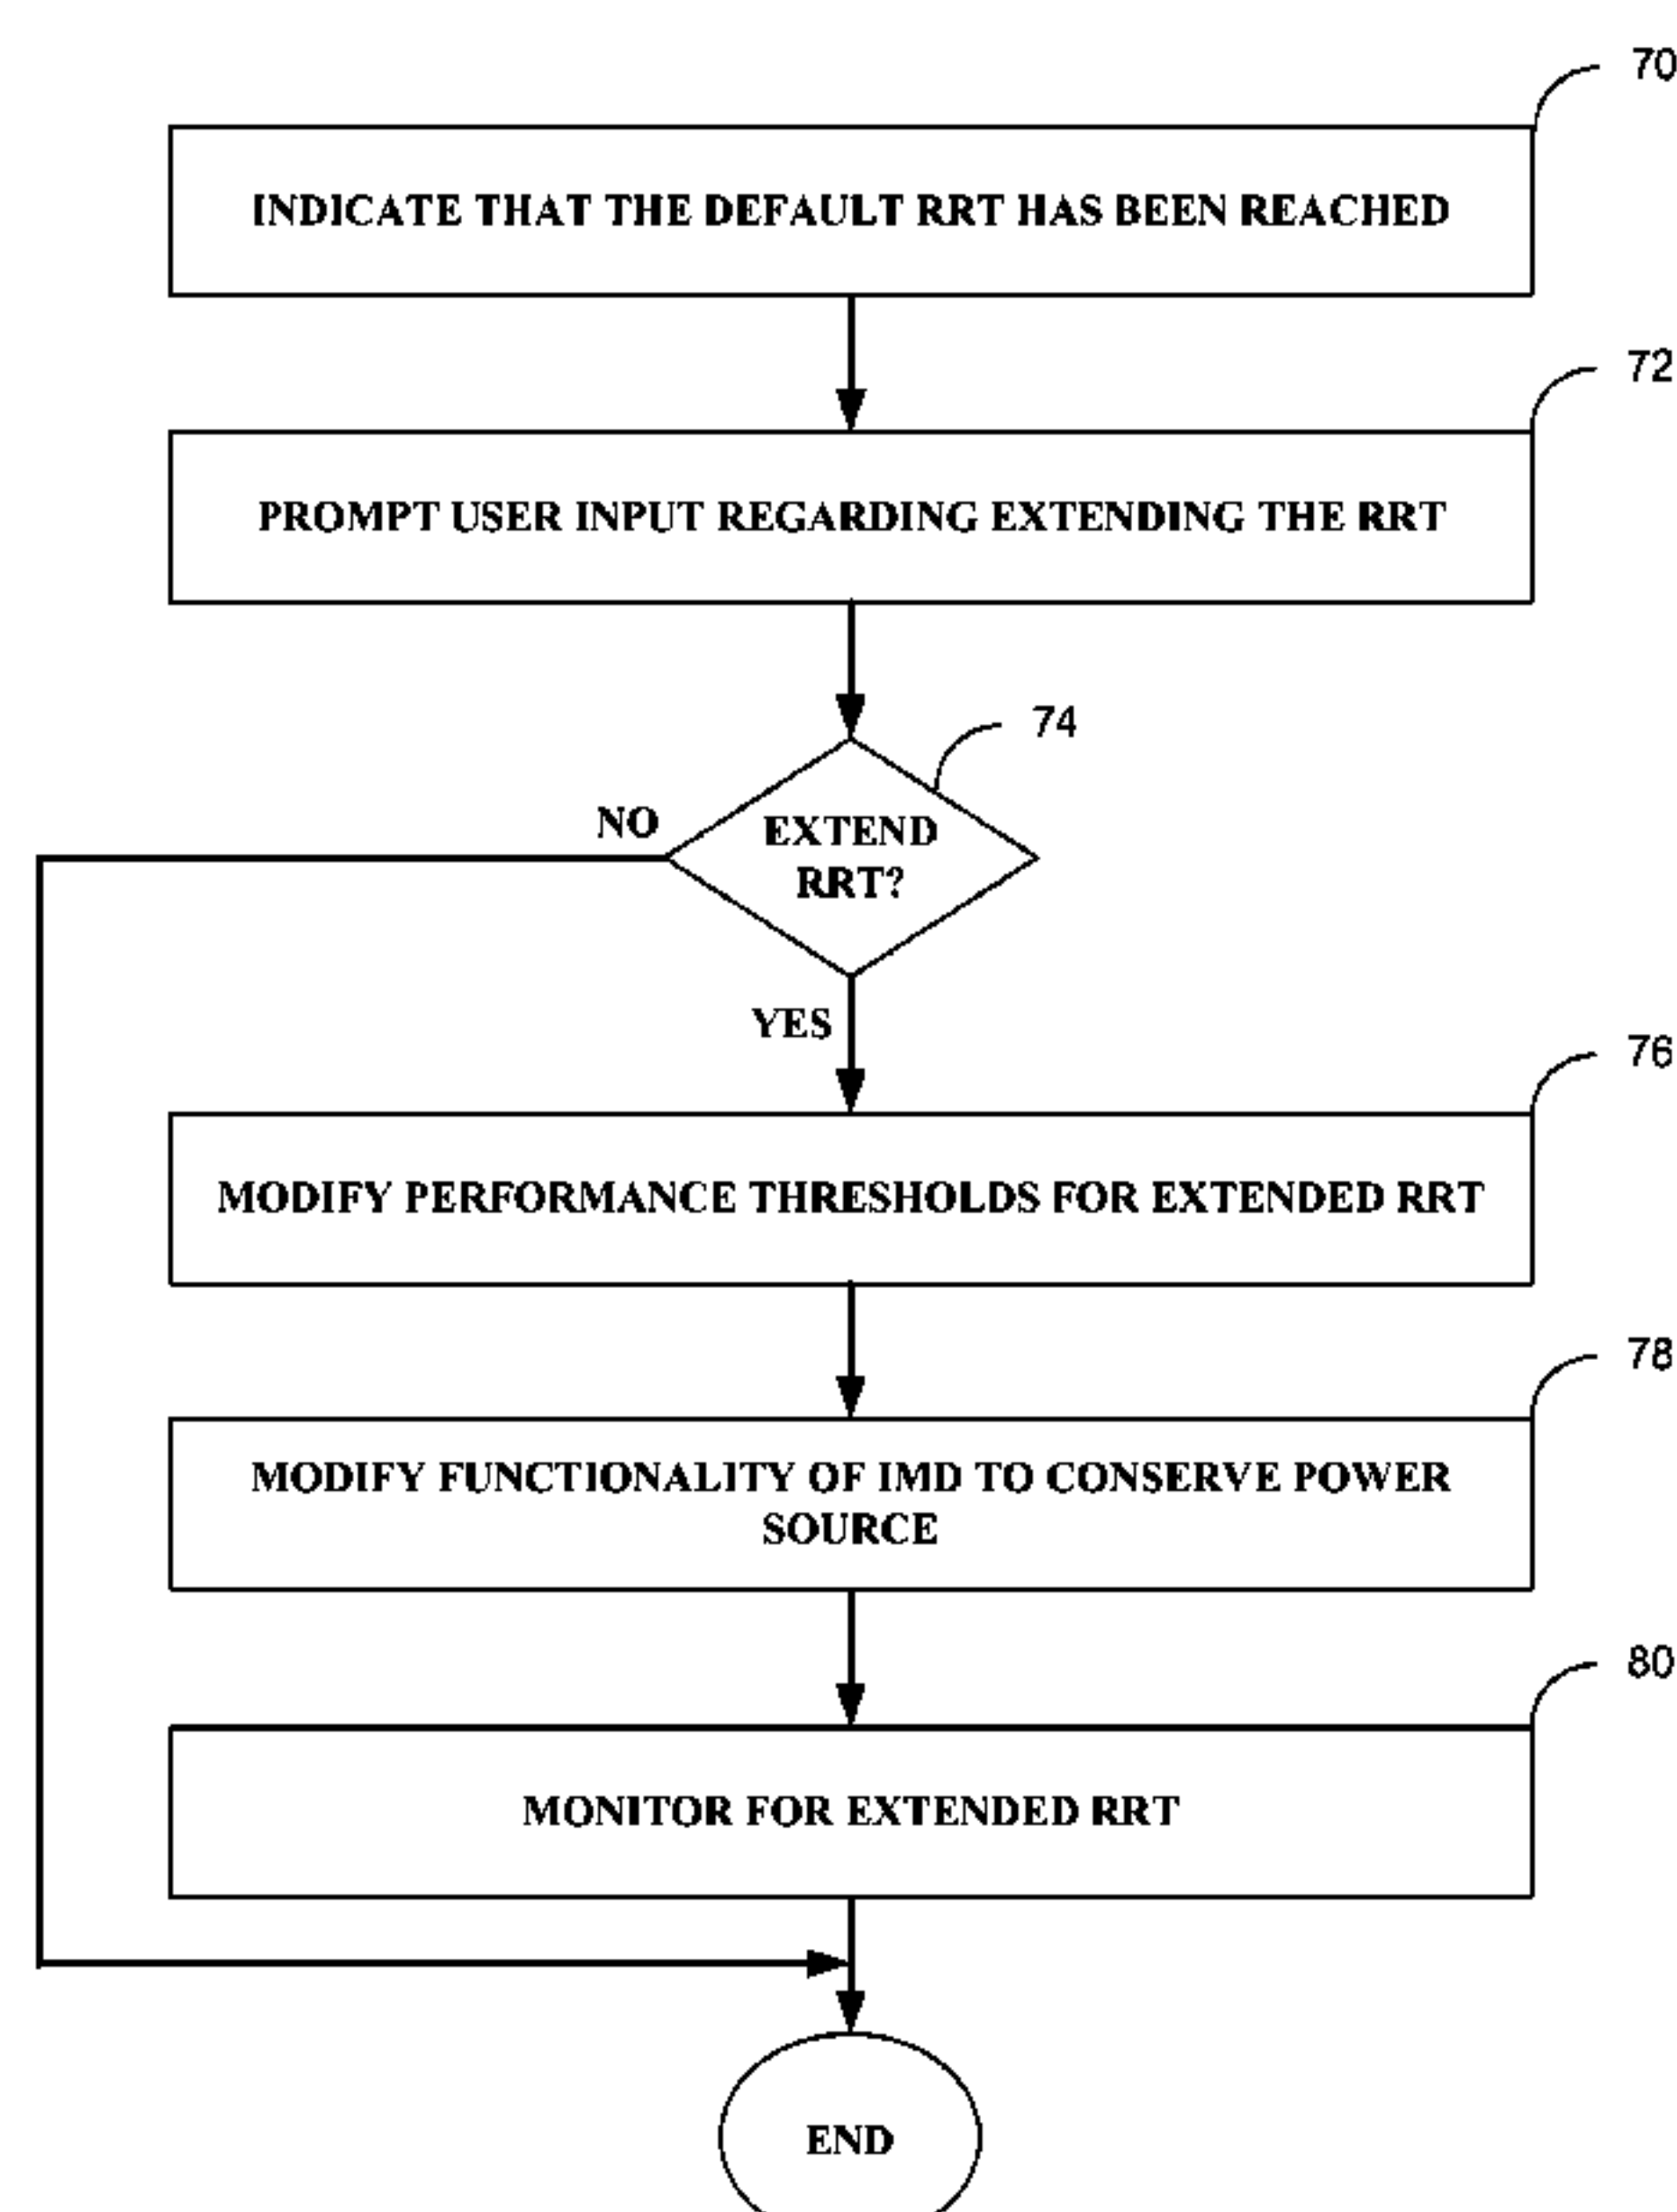 70
INDICATE THAT THE DEFAULT RRT HAS BEEN REACHED
72
PROMPT USER INPUT REGARDING EXTENDING THE RRT
74
NO
EXTEND
RRT?
YES
76
MODIFY PERFORMANCE THRESHOLDS FOR EXTENDED RRT
78
MODIFY FUNCTIONALITY OF IMD TO CONSERVE POWER
SOURCE
80
MONITOR FOR EXTENDED RRT
END